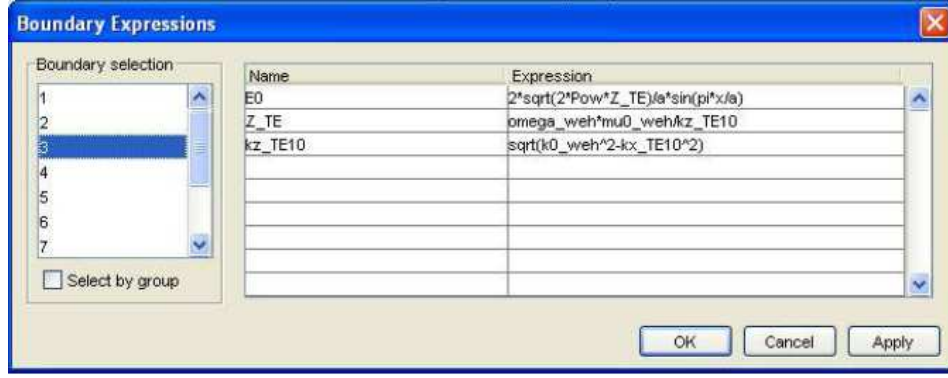 Boundary Expressions
Boundary selection
1
2
3
4
5
6
7
Select by group
Name Expression
E0 2*sqrt(2*Pow*Z_TE)/a*sin(pi*x/a)
Z_TE omega_weh*mu0_weh/kz_TE10
kz_TE10 sqrt(k0_weh^2-kx_TE10^2)
OK Cancel Apply